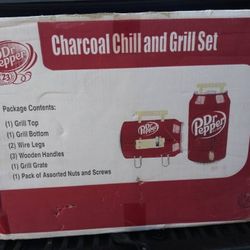 Dr Pepper
23
Charcoal Chill and Grill Set
Package Contents:
(1) Grill Top
(1) Grill Bottom
(2) Wire Legs
(3) Wooden Handles
(1) Grill Grate
(1) Pack of Assorted Nuts and Screws
Dr Pepper
Dr Pepper